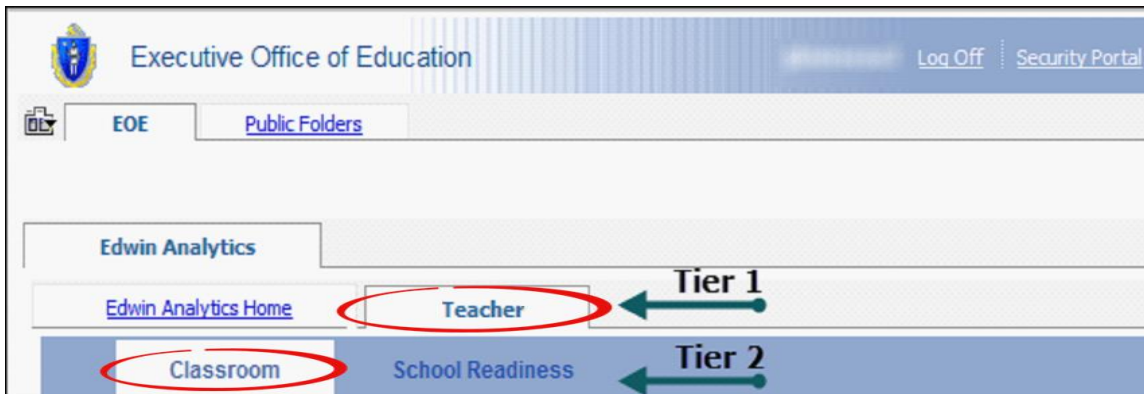 Executive Office of Education
Log Off Security Portal
EOE Public Folders
Edwin Analytics
Edwin Analytics Home Teacher Tier 1
Classroom School Readiness Tier 2